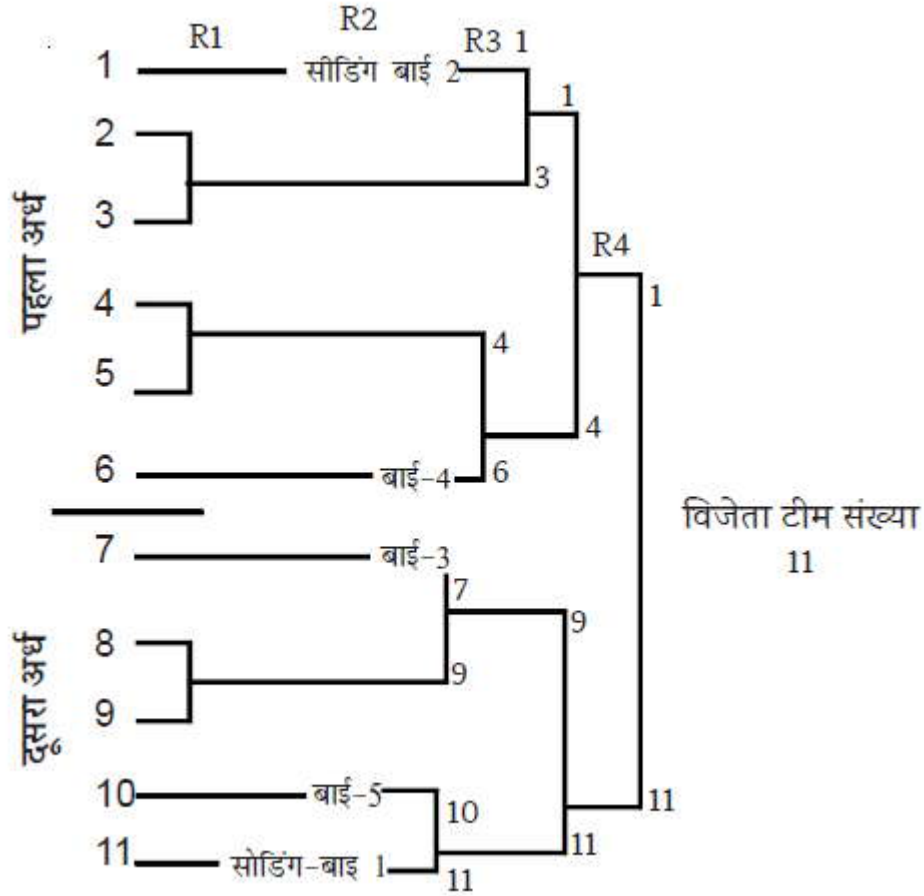 R1 R2 R3 1
1 सीडिंग बाई 2
1
2
3
3
पहला अर्ध
R4
1
4
4
5
4
6 बाई-4 6
विजेता टीम संख्या
11
7 बाई-3
7
9
8
9
दूसरा अर्ध
9
10 बाई-5
10
11
11
11 सोडिंग-बाइ 1
11